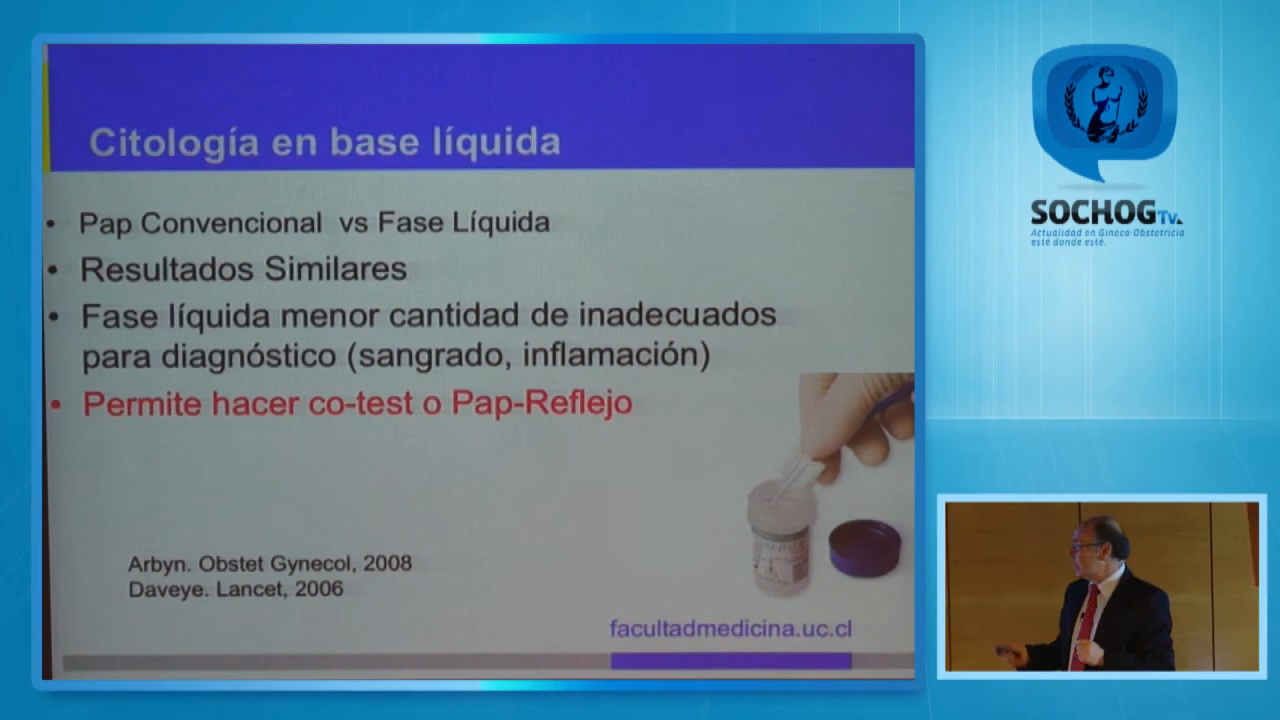 Citología en base líquida
• Pap Convencional vs Fase Líquida
• Resultados Similares
• Fase líquida menor cantidad de inadecuados
para diagnóstico (sangrado, inflamación)
• Permite hacer co-test o Pap-Reflejo
Arbyn. Obstet Gynecol, 2008
Daveye. Lancet, 2006
facultadmedicina.uc.cl
SOCHOG Tv.
Actualidad en Gineco-Obstetricia
esté donde esté.